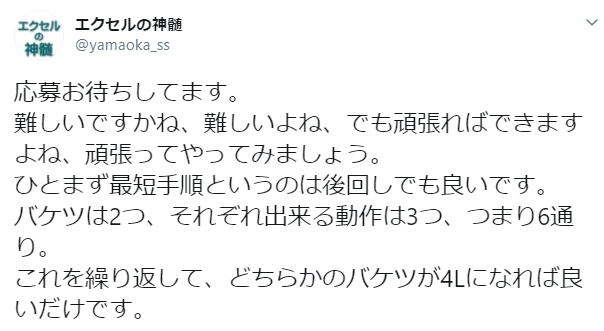 エクセル
の
神髄
エクセルの神髄
@yamaoka_ss
応募お待ちしてます。
難しいですかね、難しいよね、でも頑張ればできます
よね、頑張ってやってみましょう。
ひとまず最短手順というのは後回しでも良いです。
バケツは2つ、それぞれ出来る動作は3つ、つまり6通
り。
これを繰り返して、どちらかのバケツが4Lになれば良
いだけです。